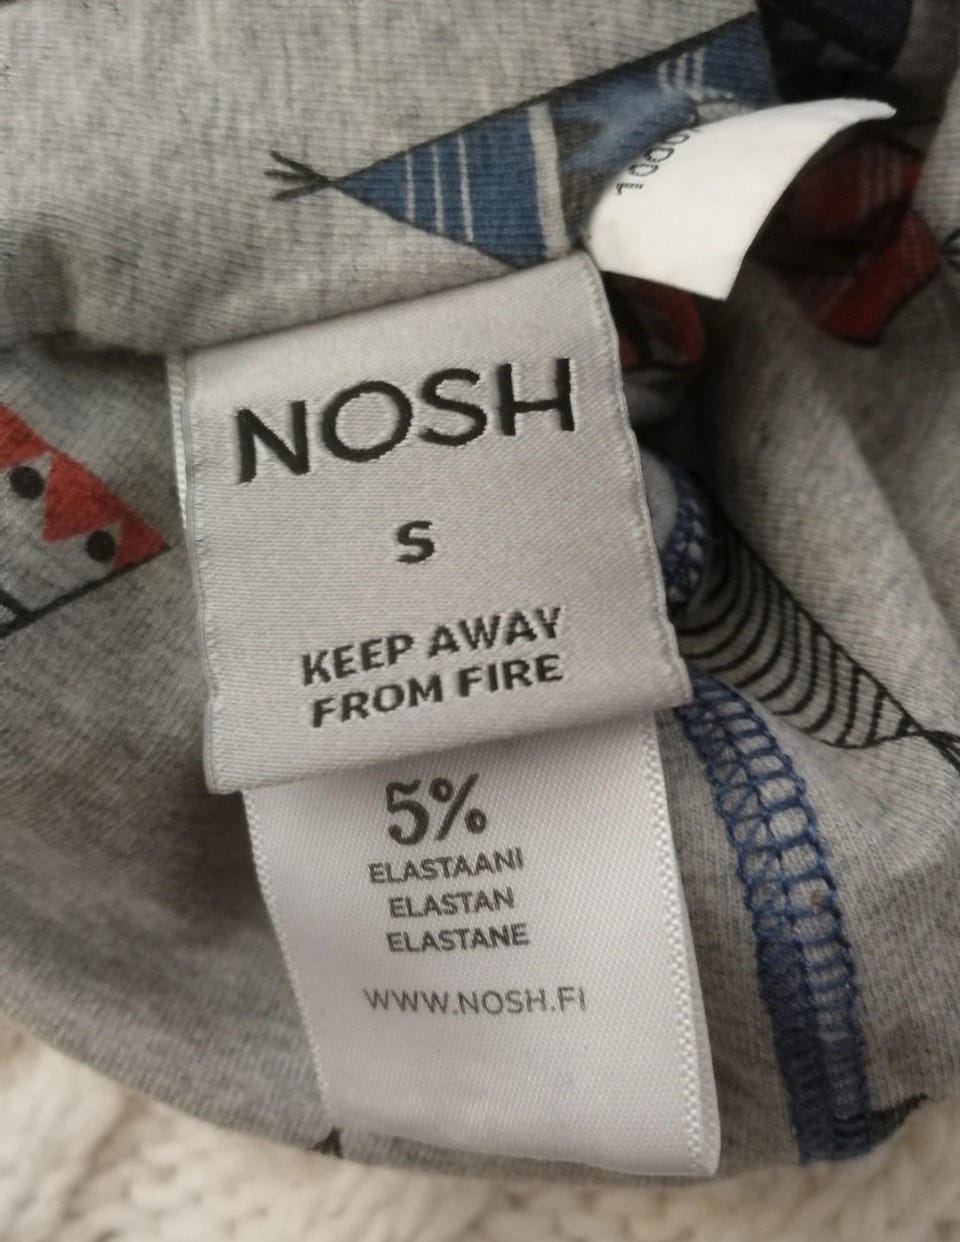 NOSH
S
KEEP AWAY
FROM FIRE
5%
ELASTAANI
ELASTAN
ELASTANE
WWW.NOSH.FI